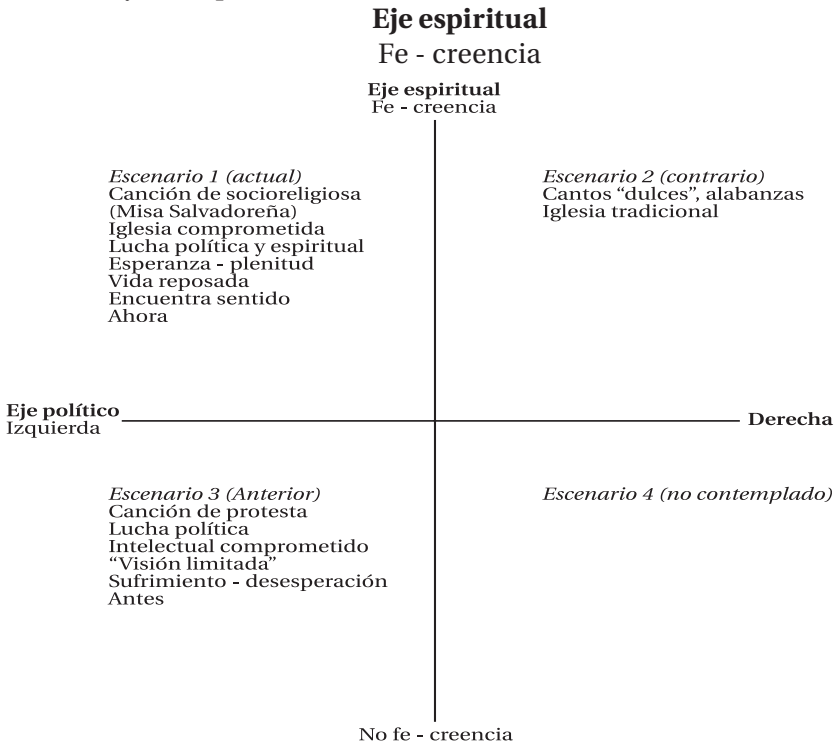 Eje espiritual
Fe - creencia
Eje espiritual
Fe - creencia
Escenario 1 (actual)
Canción de socioreligiosa
(Misa Salvadoreña)
Iglesia comprometida
Lucha política y espiritual
Esperanza - plenitud
Vida reposada
Encuentra sentido
Ahora
Escenario 2 (contrario)
Cantos “dulces”, alabanzas
Iglesia tradicional
Eje político
Izquierda
Derecha
Escenario 3 (Anterior)
Canción de protesta
Lucha política
Intelectual comprometido
“Visión limitada”
Sufrimiento - desesperación
Antes
Escenario 4 (no contemplado)
No fe - creencia